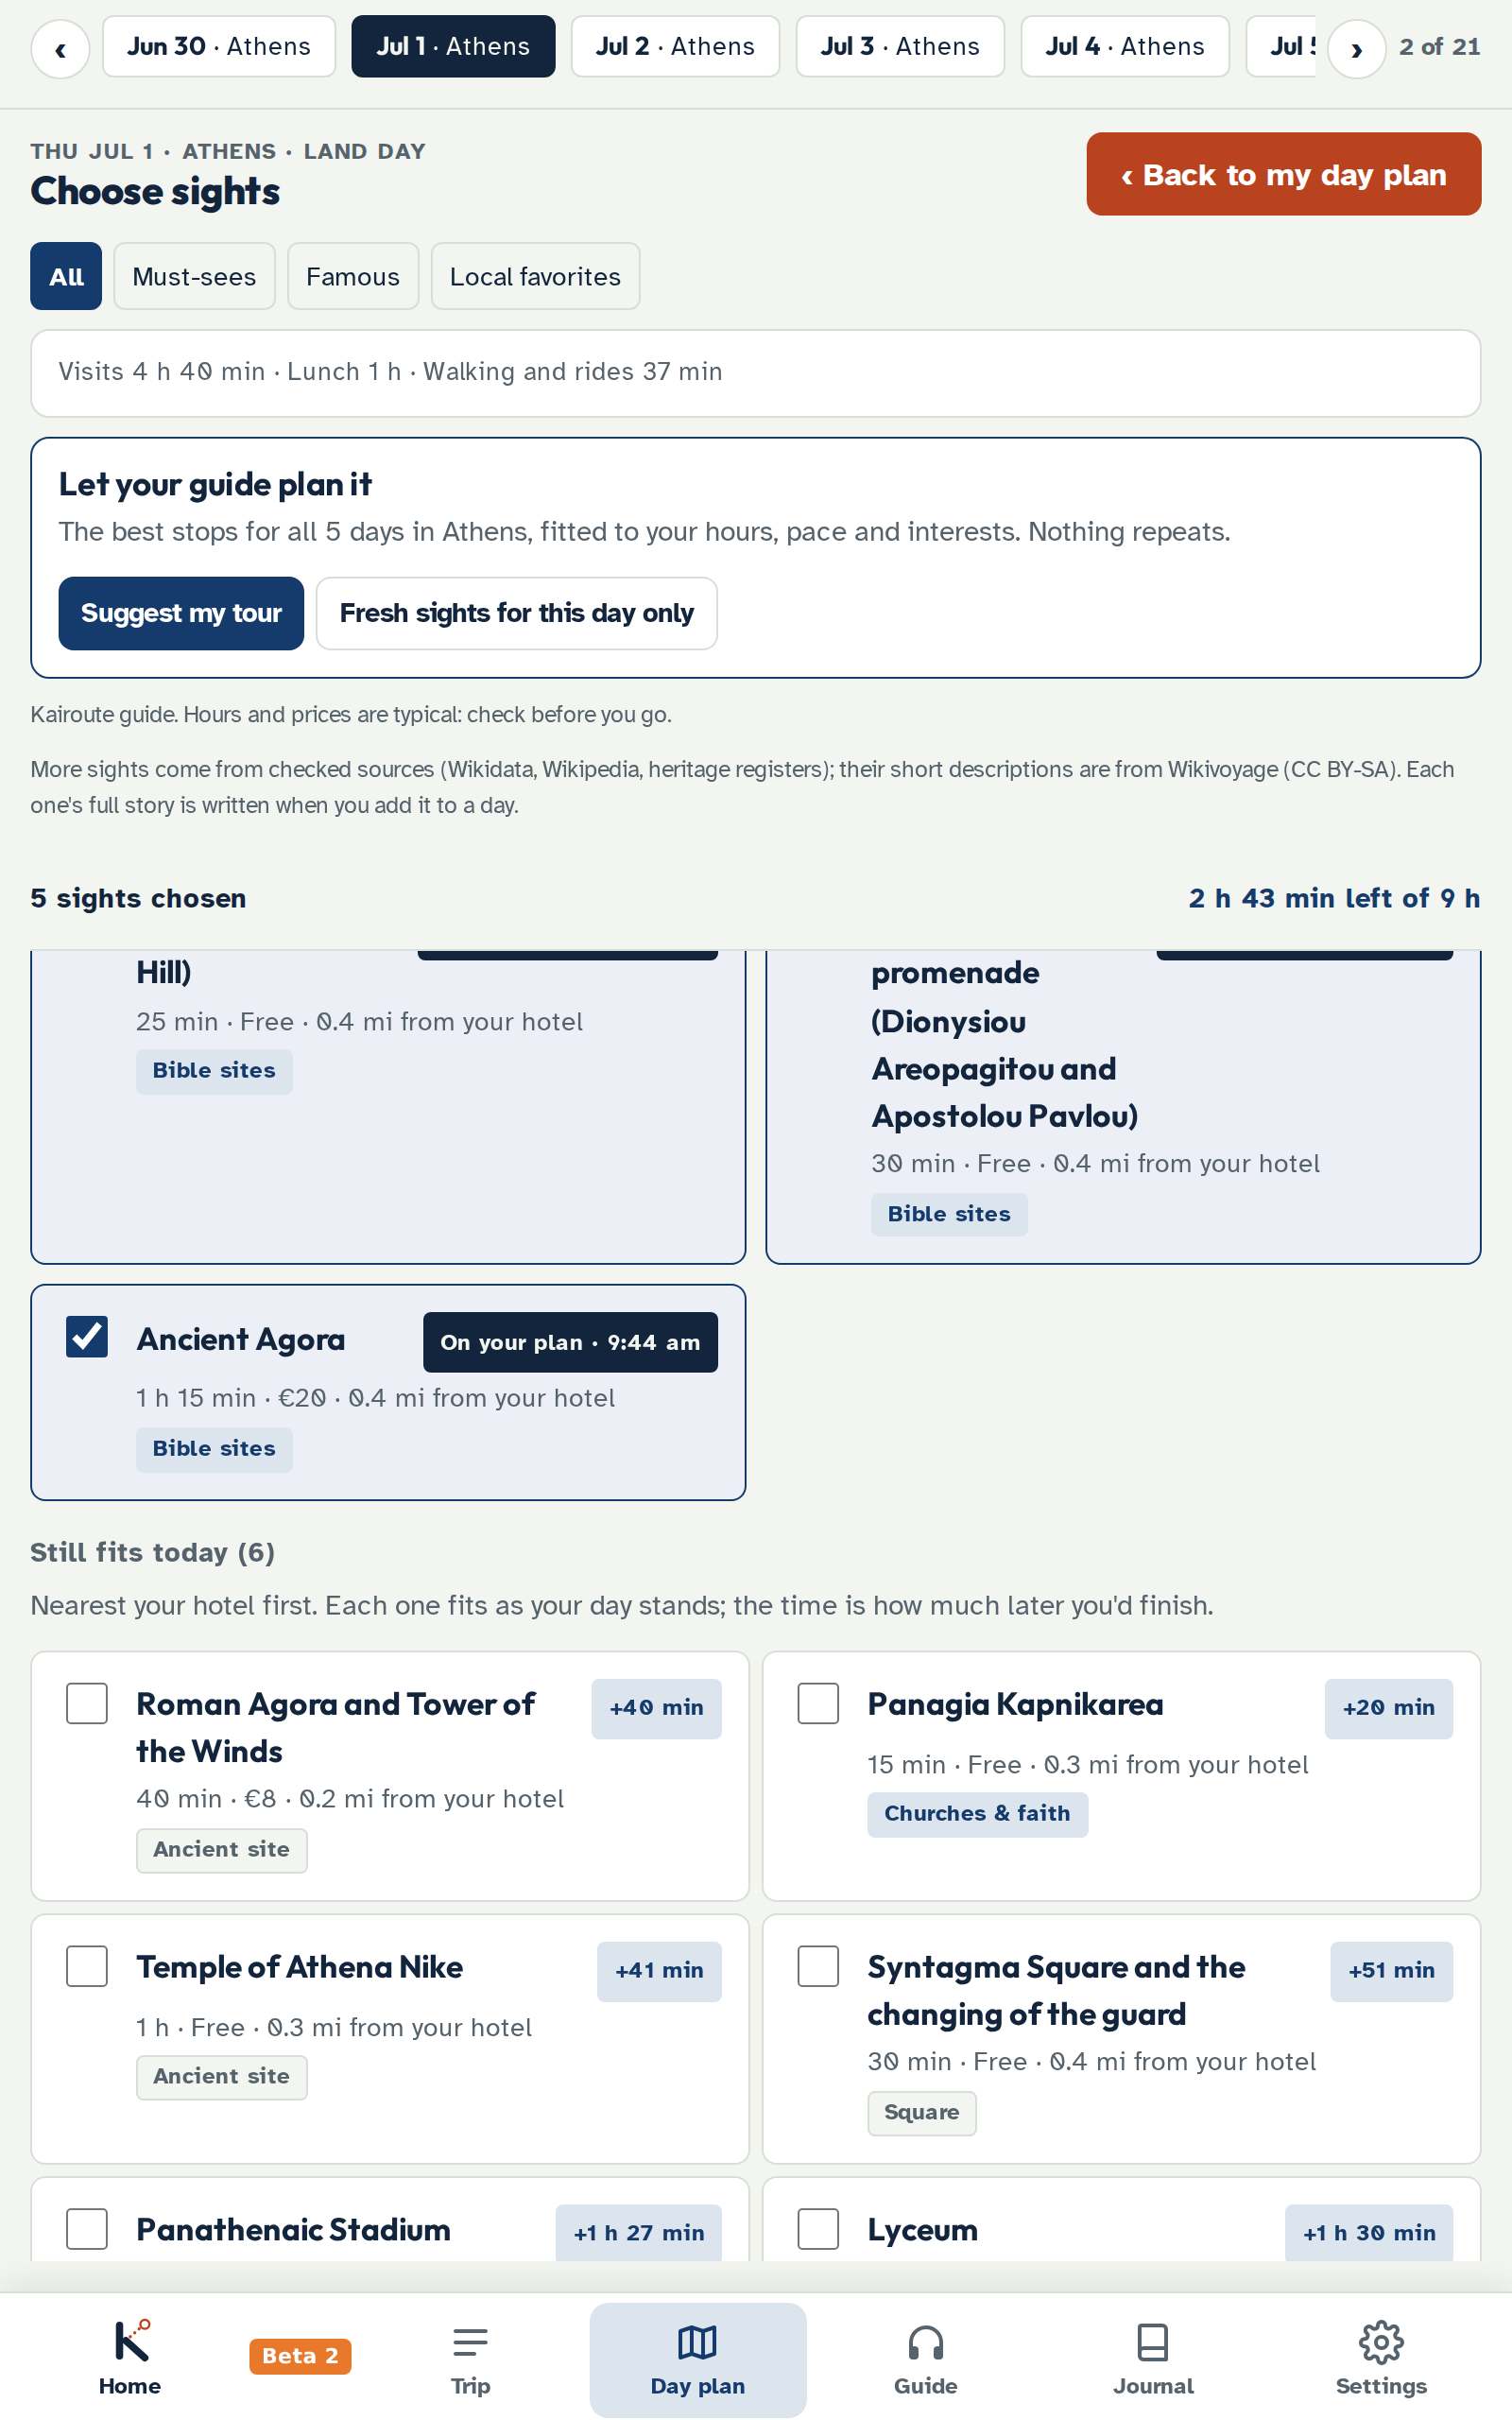 ‹
Jun 30 · Athens
Jul 1 · Athens
Jul 2 · Athens
Jul 3 · Athens
Jul 4 · Athens
Jul
›
2 of 21
THU JUL 1 · ATHENS · LAND DAY
Choose sights
‹ Back to my day plan
All
Must-sees
Famous
Local favorites
Visits 4 h 40 min · Lunch 1 h · Walking and rides 37 min
Let your guide plan it
The best stops for all 5 days in Athens, fitted to your hours, pace and interests. Nothing repeats.
Suggest my tour
Fresh sights for this day only
Kairoute guide. Hours and prices are typical: check before you go.
More sights come from checked sources (Wikidata, Wikipedia, heritage registers); their short descriptions are from Wikivoyage (CC BY-SA). Each
one's full story is written when you add it to a day.
5 sights chosen
2 h 43 min left of 9 h
Hill)
25 min · Free · 0.4 mi from your hotel
Bible sites
promenade
(Dionysiou
Areopagitou and
Apostolou Pavlou)
30 min · Free · 0.4 mi from your hotel
Bible sites
Ancient Agora
On your plan · 9:44 am
1 h 15 min · €20 · 0.4 mi from your hotel
Bible sites
Still fits today (6)
Nearest your hotel first. Each one fits as your day stands; the time is how much later you'd finish.
Roman Agora and Tower of
the Winds
+40 min
40 min · €8 · 0.2 mi from your hotel
Ancient site
Panagia Kapnikarea
+20 min
15 min · Free · 0.3 mi from your hotel
Churches & faith
Temple of Athena Nike
+41 min
1 h · Free · 0.3 mi from your hotel
Ancient site
Syntagma Square and the
changing of the guard
+51 min
30 min · Free · 0.4 mi from your hotel
Square
Panathenaic Stadium
+1 h 27 min
Lyceum
+1 h 30 min
Home
Beta 2
Trip
Day plan
Guide
Journal
Settings